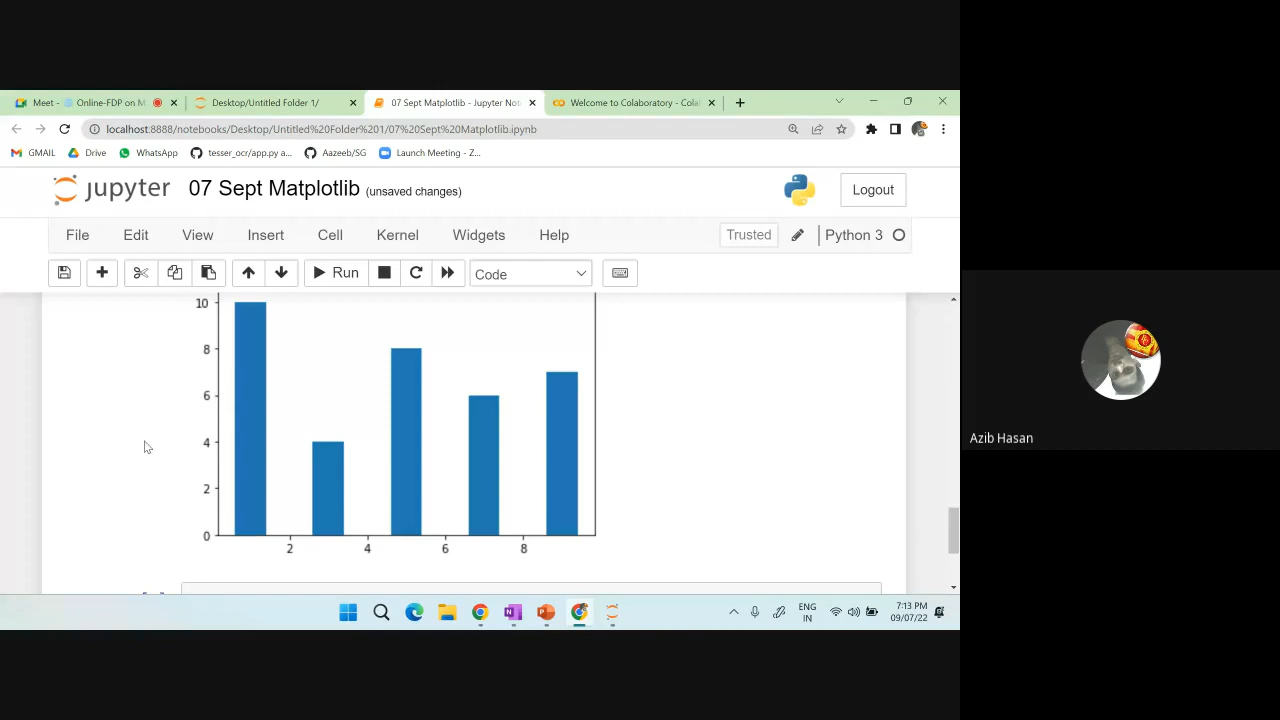 Meet - Online-FDP on M
Desktop/Untitled Folder 1/
07 Sept Matplotlib - Jupyter Not
Welcome to Colaboratory - Cola
localhost:8888/notebooks/Desktop/Untitled%20Folder%201/07%20Sept%20Matplotlib.ipynb
GMAIL
Drive
WhatsApp
tesser_ocr/app.py a...
Aazeeb/SG
Launch Meeting - Z...
jupyter 07 Sept Matplotlib (unsaved changes)
Logout
File Edit View Insert Cell Kernel Widgets Help
Trusted
Python 3
Run
Code
10
8
6
4
2
0
2 4 6 8
Azib Hasan
ENG
IN
7:13 PM
09/07/22